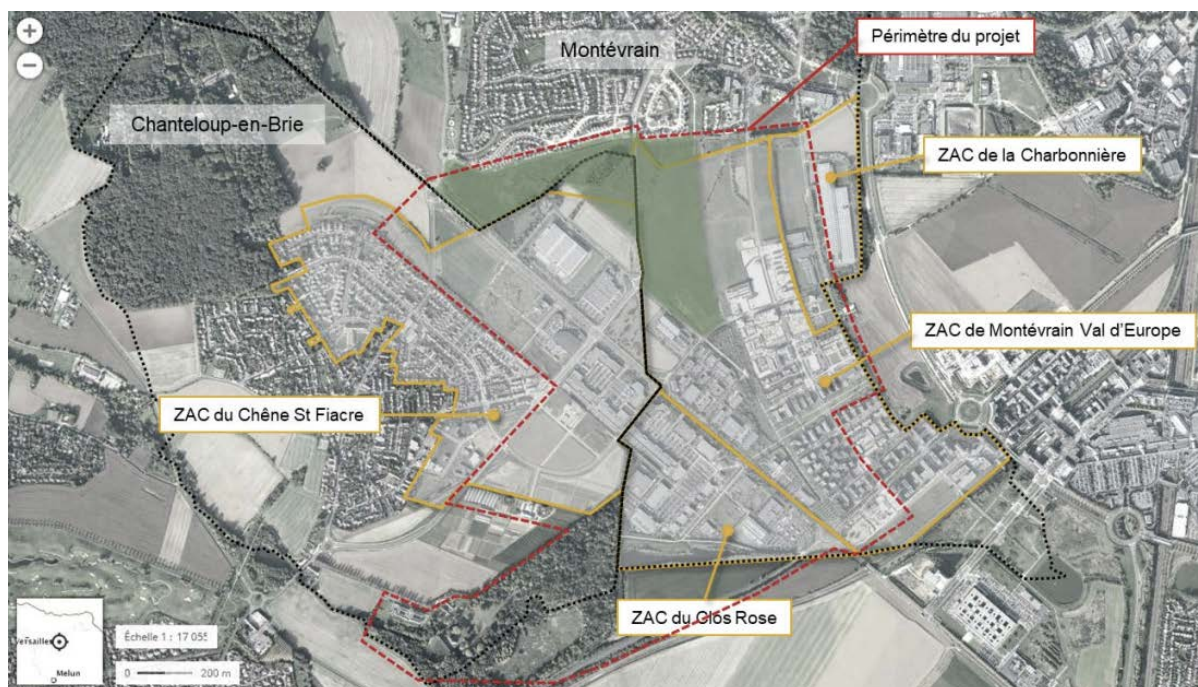 +
−
Montévrain
Périmètre du projet
Chanteloup-en-Brie
ZAC de la Charbonnière
ZAC de Montévrain Val d'Europe
ZAC du Chêne St Fiacre
ZAC du Clos Rose
Versailles
Melun
Échelle 1 : 17 055
0 200 m